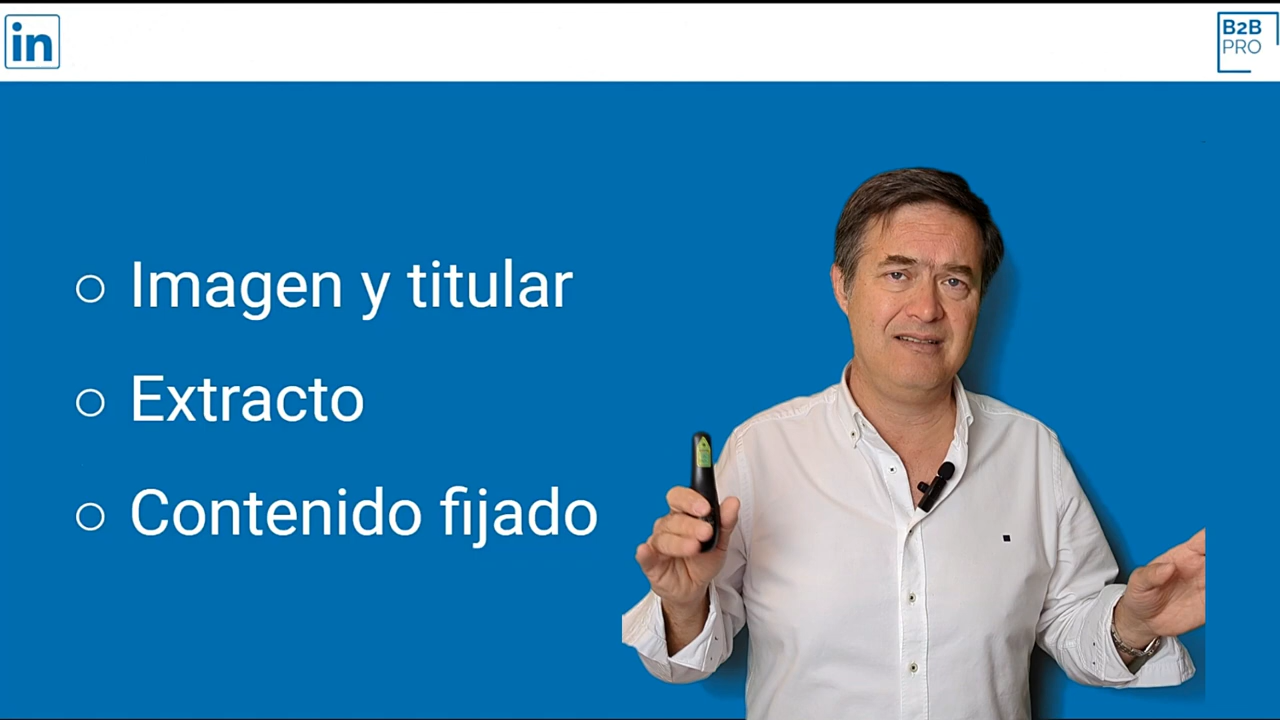 in
B2B
PRO
Imagen y titular
Extracto
Contenido fijado